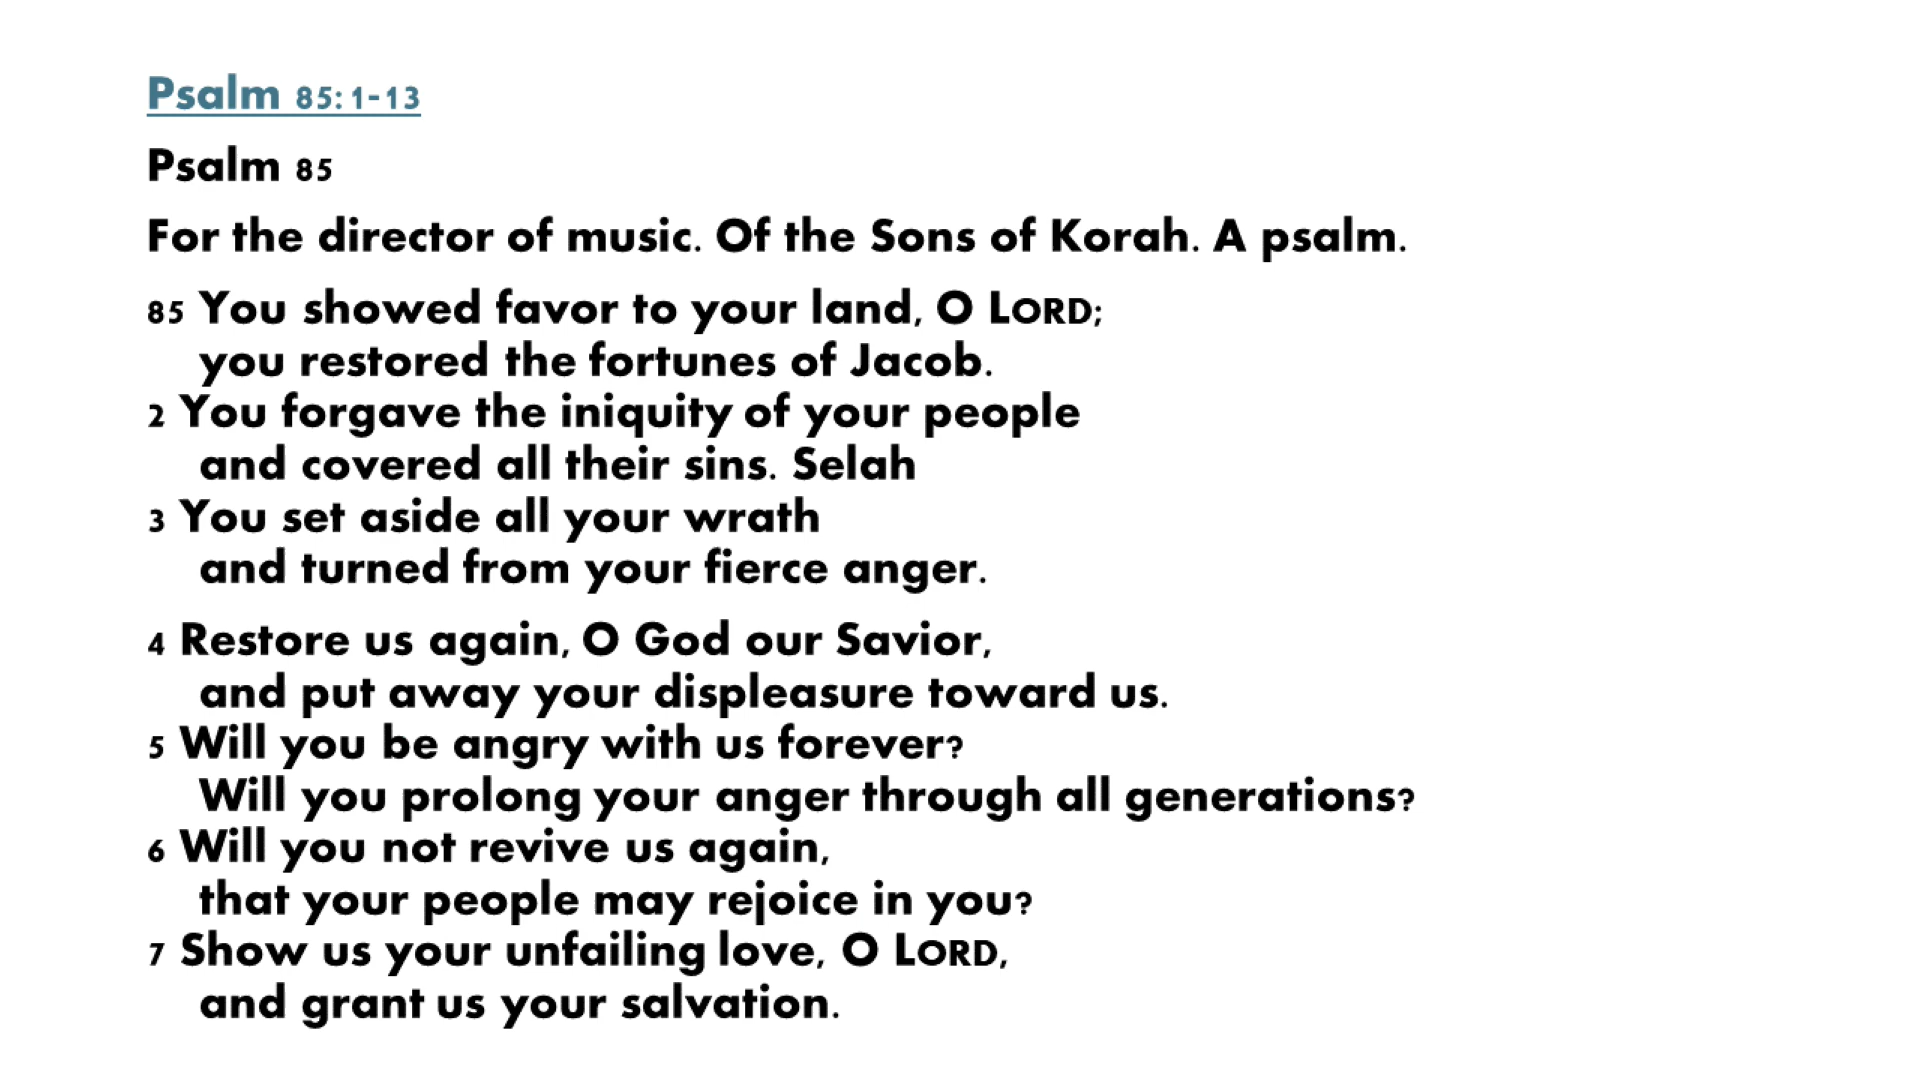 Psalm 85:1-13
Psalm 85
For the director of music. Of the Sons of Korah. A psalm.
85 You showed favor to your land, O LORD;
you restored the fortunes of Jacob.
2 You forgave the iniquity of your people
and covered all their sins. Selah
3 You set aside all your wrath
and turned from your fierce anger.
4 Restore us again, O God our Savior,
and put away your displeasure toward us.
5 Will you be angry with us forever?
Will you prolong your anger through all generations?
6 Will you not revive us again,
that your people may rejoice in you?
7 Show us your unfailing love, O LORD,
and grant us your salvation.